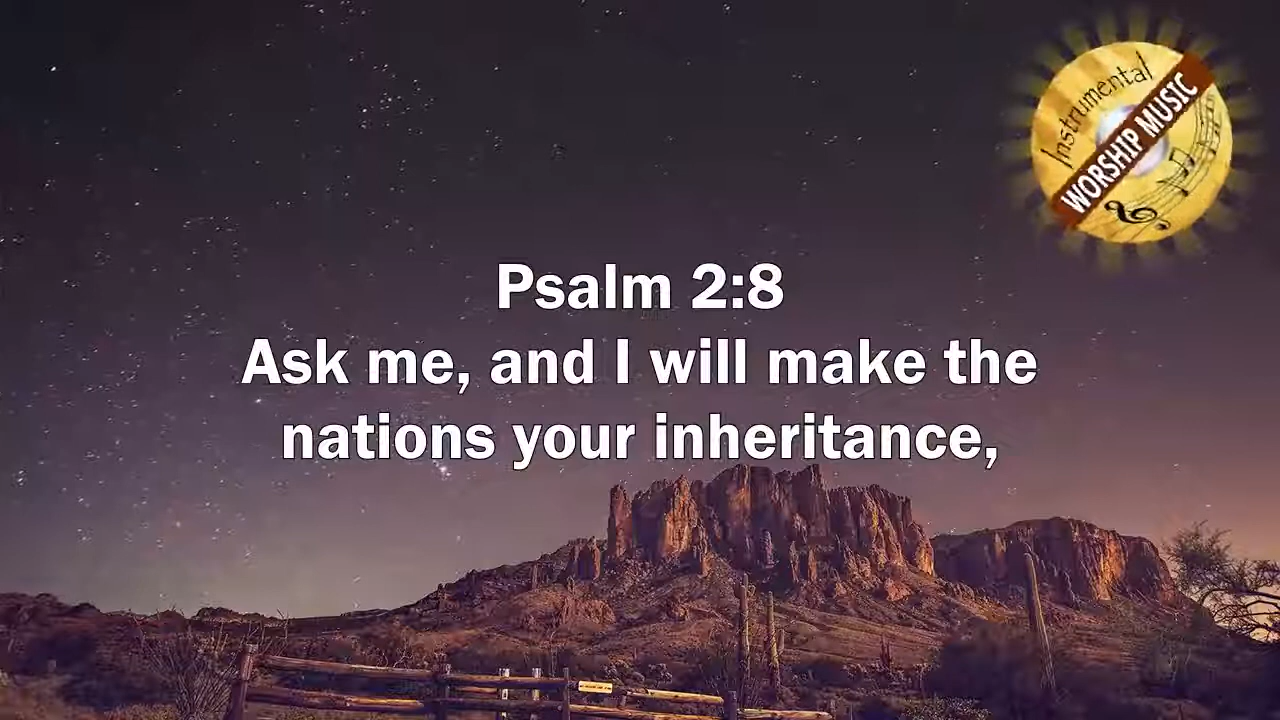 Instrumental
WORSHIP MUSIC
Psalm 2:8
Ask me, and I will make the
nations your inheritance,